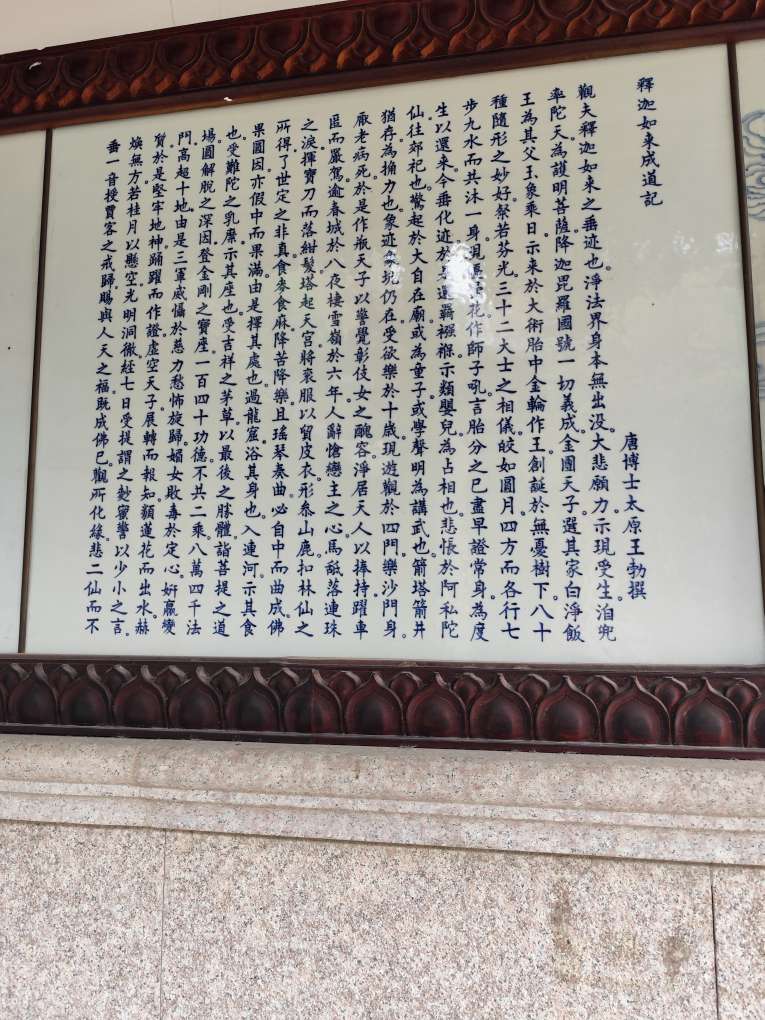 釋迦如來成道記
唐博士太原王勃撰
觀夫釋迦如來之垂迹也。淨法界身本無出没。大悲願力示現受生。洎兜
率陀天。為護明菩薩。降迦毘羅國。號一切義成。金團天子選其家。白淨飯
王為其父。玉象乘日示來於大術胎中。金輪作王創誕於無憂樹下。八十
種隨形之妙好。粲若芬光。三十二大士之相儀。皎如圓月。四方而各行七
步。九水而共沐一身。現優曇花作師子吼。言胎分之已盡。早證常身。為度
生以還來。今垂化迹。於是還羈襁褓示類嬰兒。為占相也。悲悵於阿私陀
仙。往郊祀也。驚起於大自在廟。或為童子或學聲明。為講武也。箭塔箭井
猶存。為捔力也。象迹象坑仍在。受欲樂於十歲。現遊觀於四門。樂沙門身。
厭老病死。於是作瓶天子以警覺。彰伎女之醜容。淨居天人以捧持。躍車
匿而嚴駕。逾春城於八夜。棲雪嶺於六年。人辭愴戀主之心。馬舐落連珠
之淚。揮寶刀而落紺髮。塔起天宮。將袞服以貿皮衣。形參山鹿。扣林仙之
所得。了世定之非真。食麥食麻。降苦降樂。且瑤琴奏曲。必自中而曲成。佛
果圓因。亦假中而果滿。由是擇其處也。過龍窟。浴其身也。入連河。示其食
也。受難陀之乳糜。示其座也。受吉祥之茅草。以最後之勝體。詣菩提之道
場。圓解脫之深因。登金剛之寶座。一百四十功德。不共二乘。八萬四千法
門。高超十地。由是三軍威懾於慈力。愁怖旋歸。媚女敗毒於定心。妍羸變
質。於是堅牢地神。踊躍而作證。虛空天子。展轉而報知。類蓮花而出水。赫
煥無方。若桂月以懸空。光明洞徹。經七日受提謂之麨蜜。警以少小之言。
垂一音授賈客之戒歸。賜與人天之福。既成佛已。觀所化緣。悲二仙而不